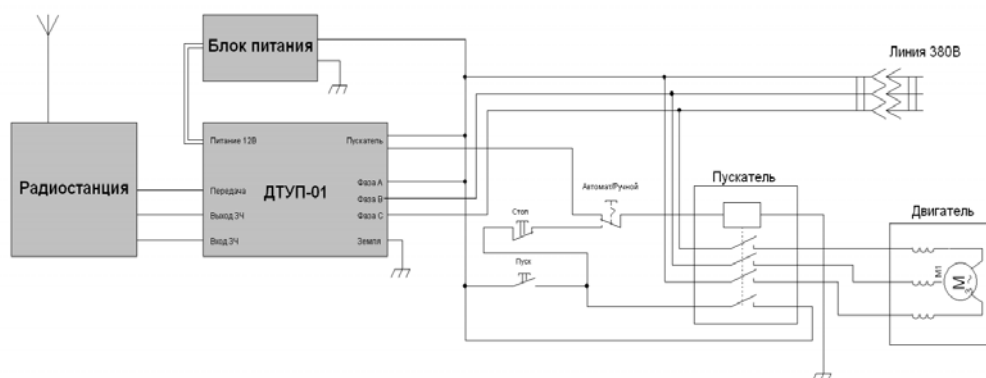 Блок питания
Линия 380В
Радиостанция
Питание 12В
Пускатель
Передача
ДТУП-01
Фаза А
Фаза В
Выход ЗЧ
Фаза С
Вход ЗЧ
Земля
Автомат/Ручной
Стоп
Пуск
Пускатель
Двигатель
М1
М